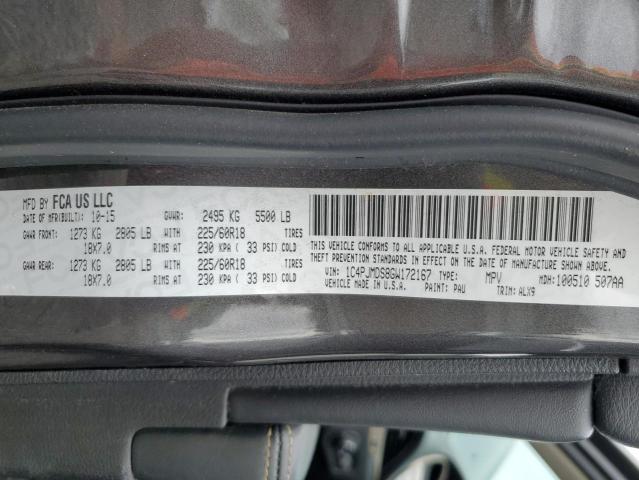 MFD BY FCA US LLC
DATE OF MFR(BUILT): 10-15 GVWR: 2495 KG 5500 LB
GAWR FRONT: 1273 KG 2805 LB WITH 225/60R18 TIRES
18X7.0 RIMS AT 230 KPA ( 33 PSI) COLD
GAWR REAR: 1273 KG 2805 LB WITH 225/60R18 TIRES
18X7.0 RIMS AT 230 KPA ( 33 PSI) COLD
THIS VEHICLE CONFORMS TO ALL APPLICABLE U.S.A. FEDERAL MOTOR VEHICLE SAFETY AND
THEFT PREVENTION STANDARDS IN EFFECT ON THE DATE OF MANUFACTURE SHOWN ABOVE.
VIN: 1C4PJMDS8GW172167 TYPE: MPV MDH: 100510 507AA
VEHICLE MADE IN U.S.A. PAINT: PAU TRIM: ALX9